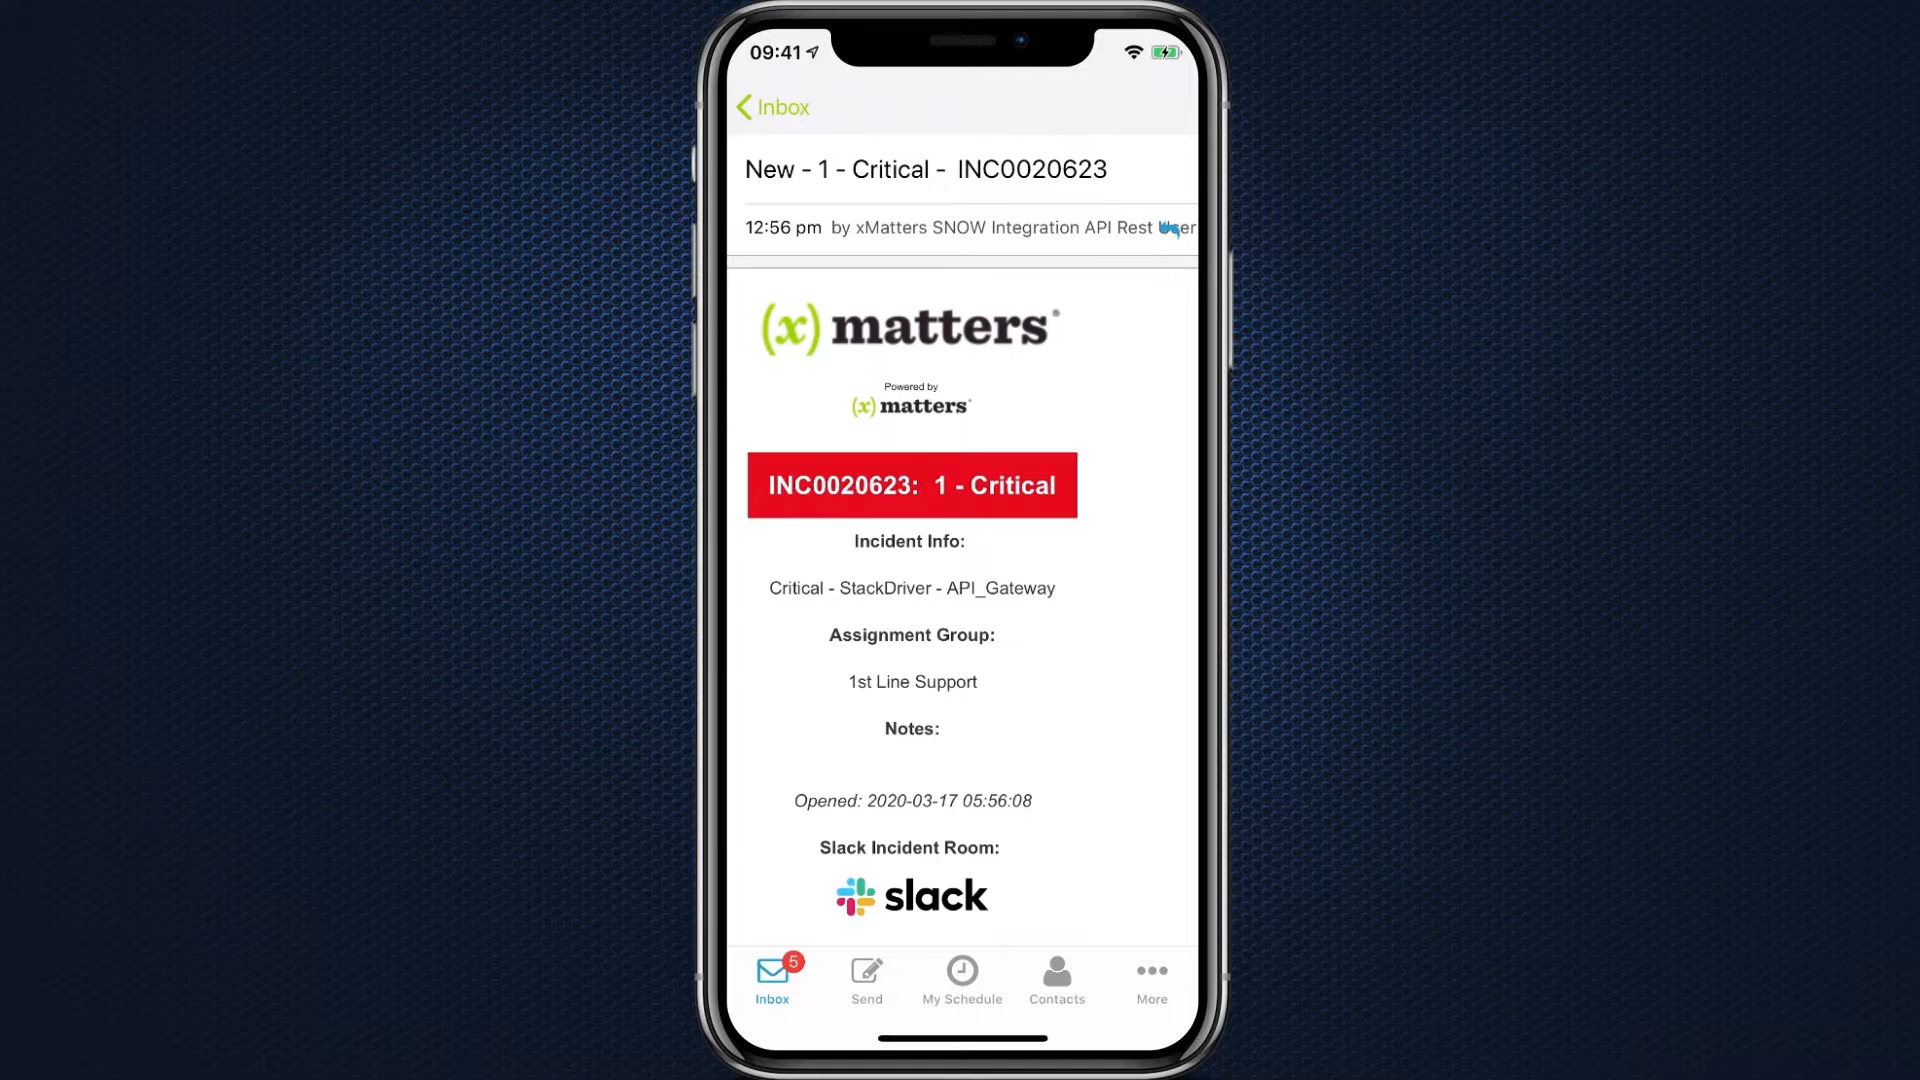 09:41
Inbox
New - 1 - Critical - INC0020623
12:56 pm by xMatters SNOW Integration API Rest User
(x) matters®
Powered by
(x) matters®
INC0020623: 1 - Critical
Incident Info:
Critical - StackDriver - API_Gateway
Assignment Group:
1st Line Support
Notes:
Opened: 2020-03-17 05:56:08
Slack Incident Room:
slack
5
Inbox Send My Schedule Contacts More